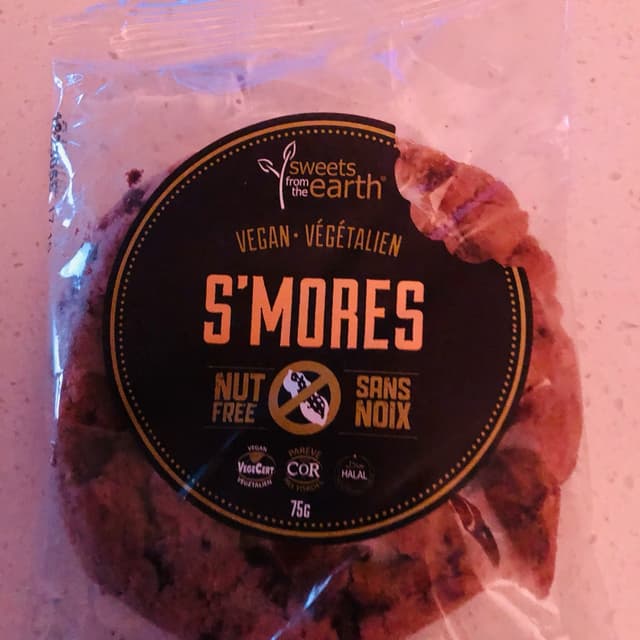 sweets
from
the earth®
VEGAN • VÉGÉTALIEN
S'MORES
NUT FREE
SANS NOIX
VEGAN
VEGECERT
VÉGÉTALIEN
PAREVE
COR
HALAL
75G